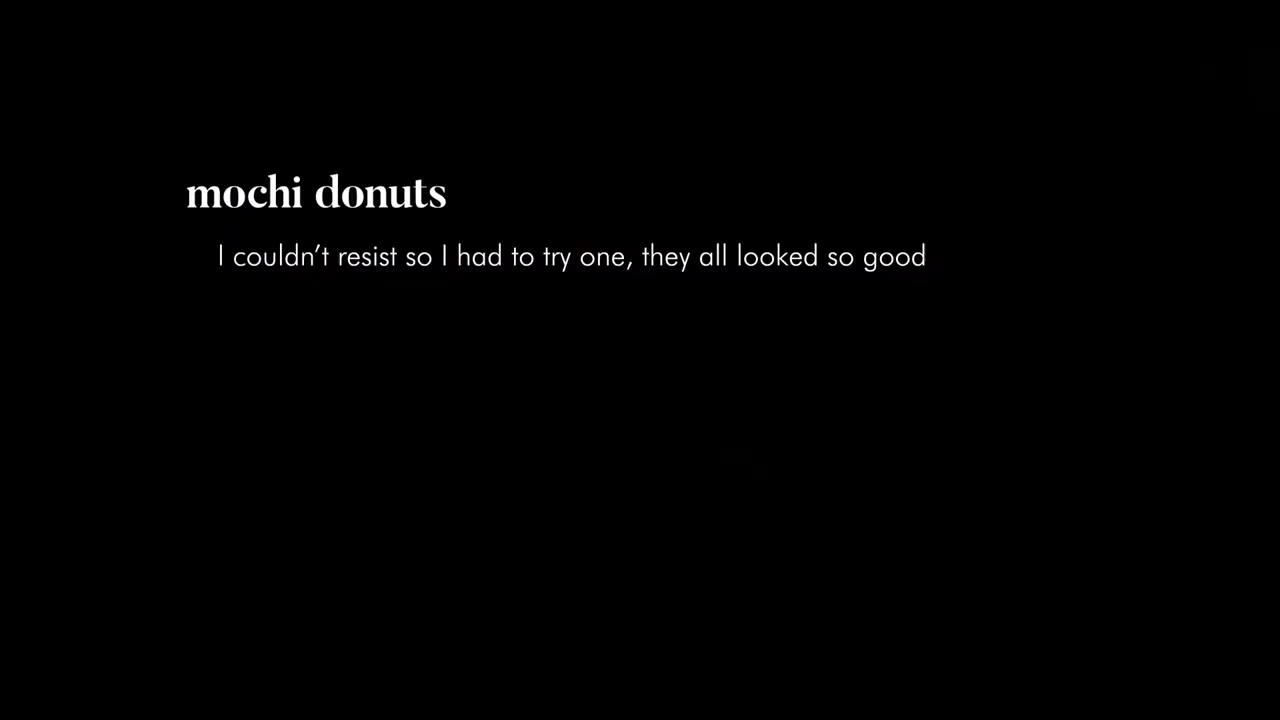 mochi donuts
I couldn’t resist so I had to try one, they all looked so good